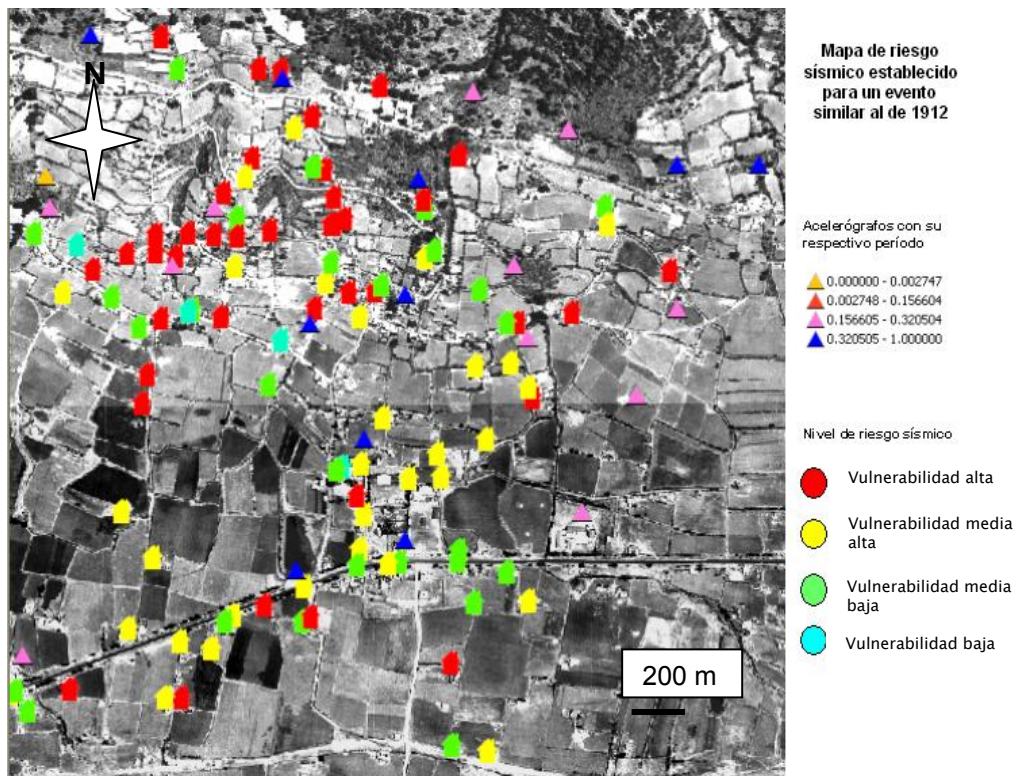 N
Mapa de riesgo
sísmico establecido
para un evento
similar al de 1912
Acelerógrafos con su
respectivo período
0.000000 - 0.002747
0.002748 - 0.156604
0.156605 - 0.320504
0.320505 - 1.000000
Nivel de riesgo sísmico
Vulnerabilidad alta
Vulnerabilidad media
alta
Vulnerabilidad media
baja
Vulnerabilidad baja
200 m